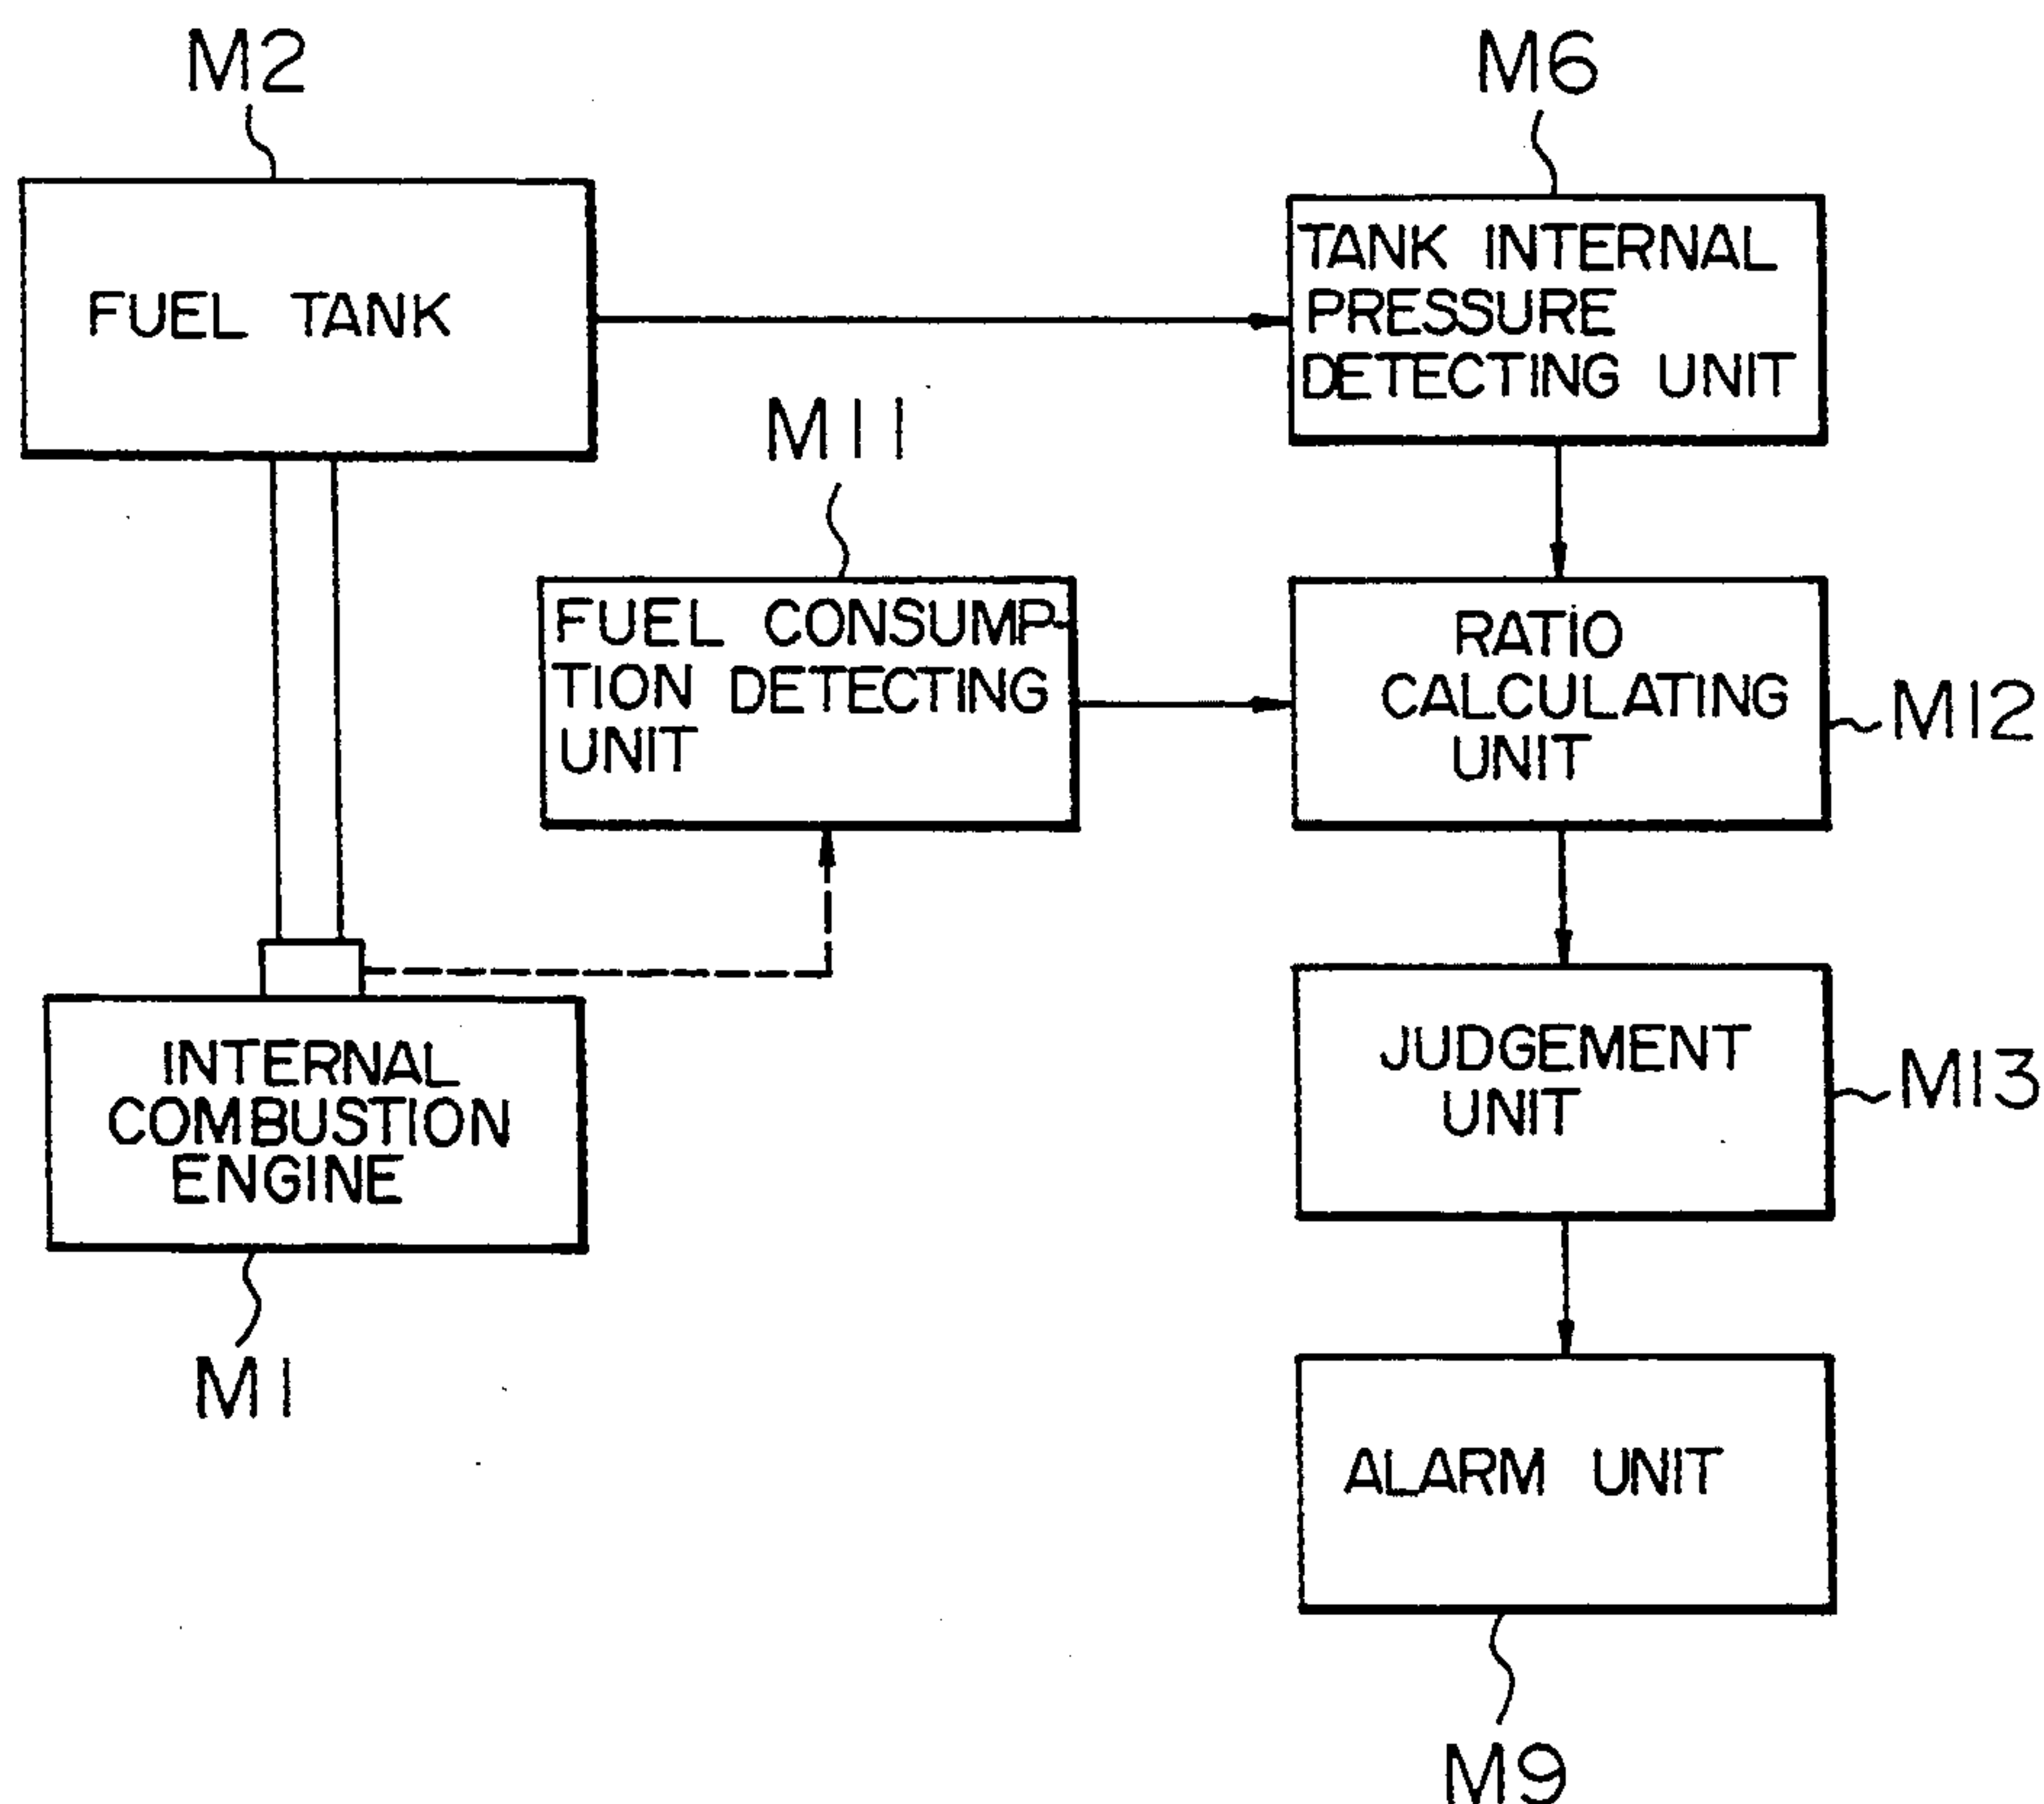 M2
M6
FUEL TANK
TANK INTERNAL
PRESSURE
DETECTING UNIT
M11
FUEL CONSUMP-
TION DETECTING
UNIT
RATIO
CALCULATING
UNIT
M12
INTERNAL
COMBUSTION
ENGINE
JUDGEMENT
UNIT
M13
M1
ALARM UNIT
M9